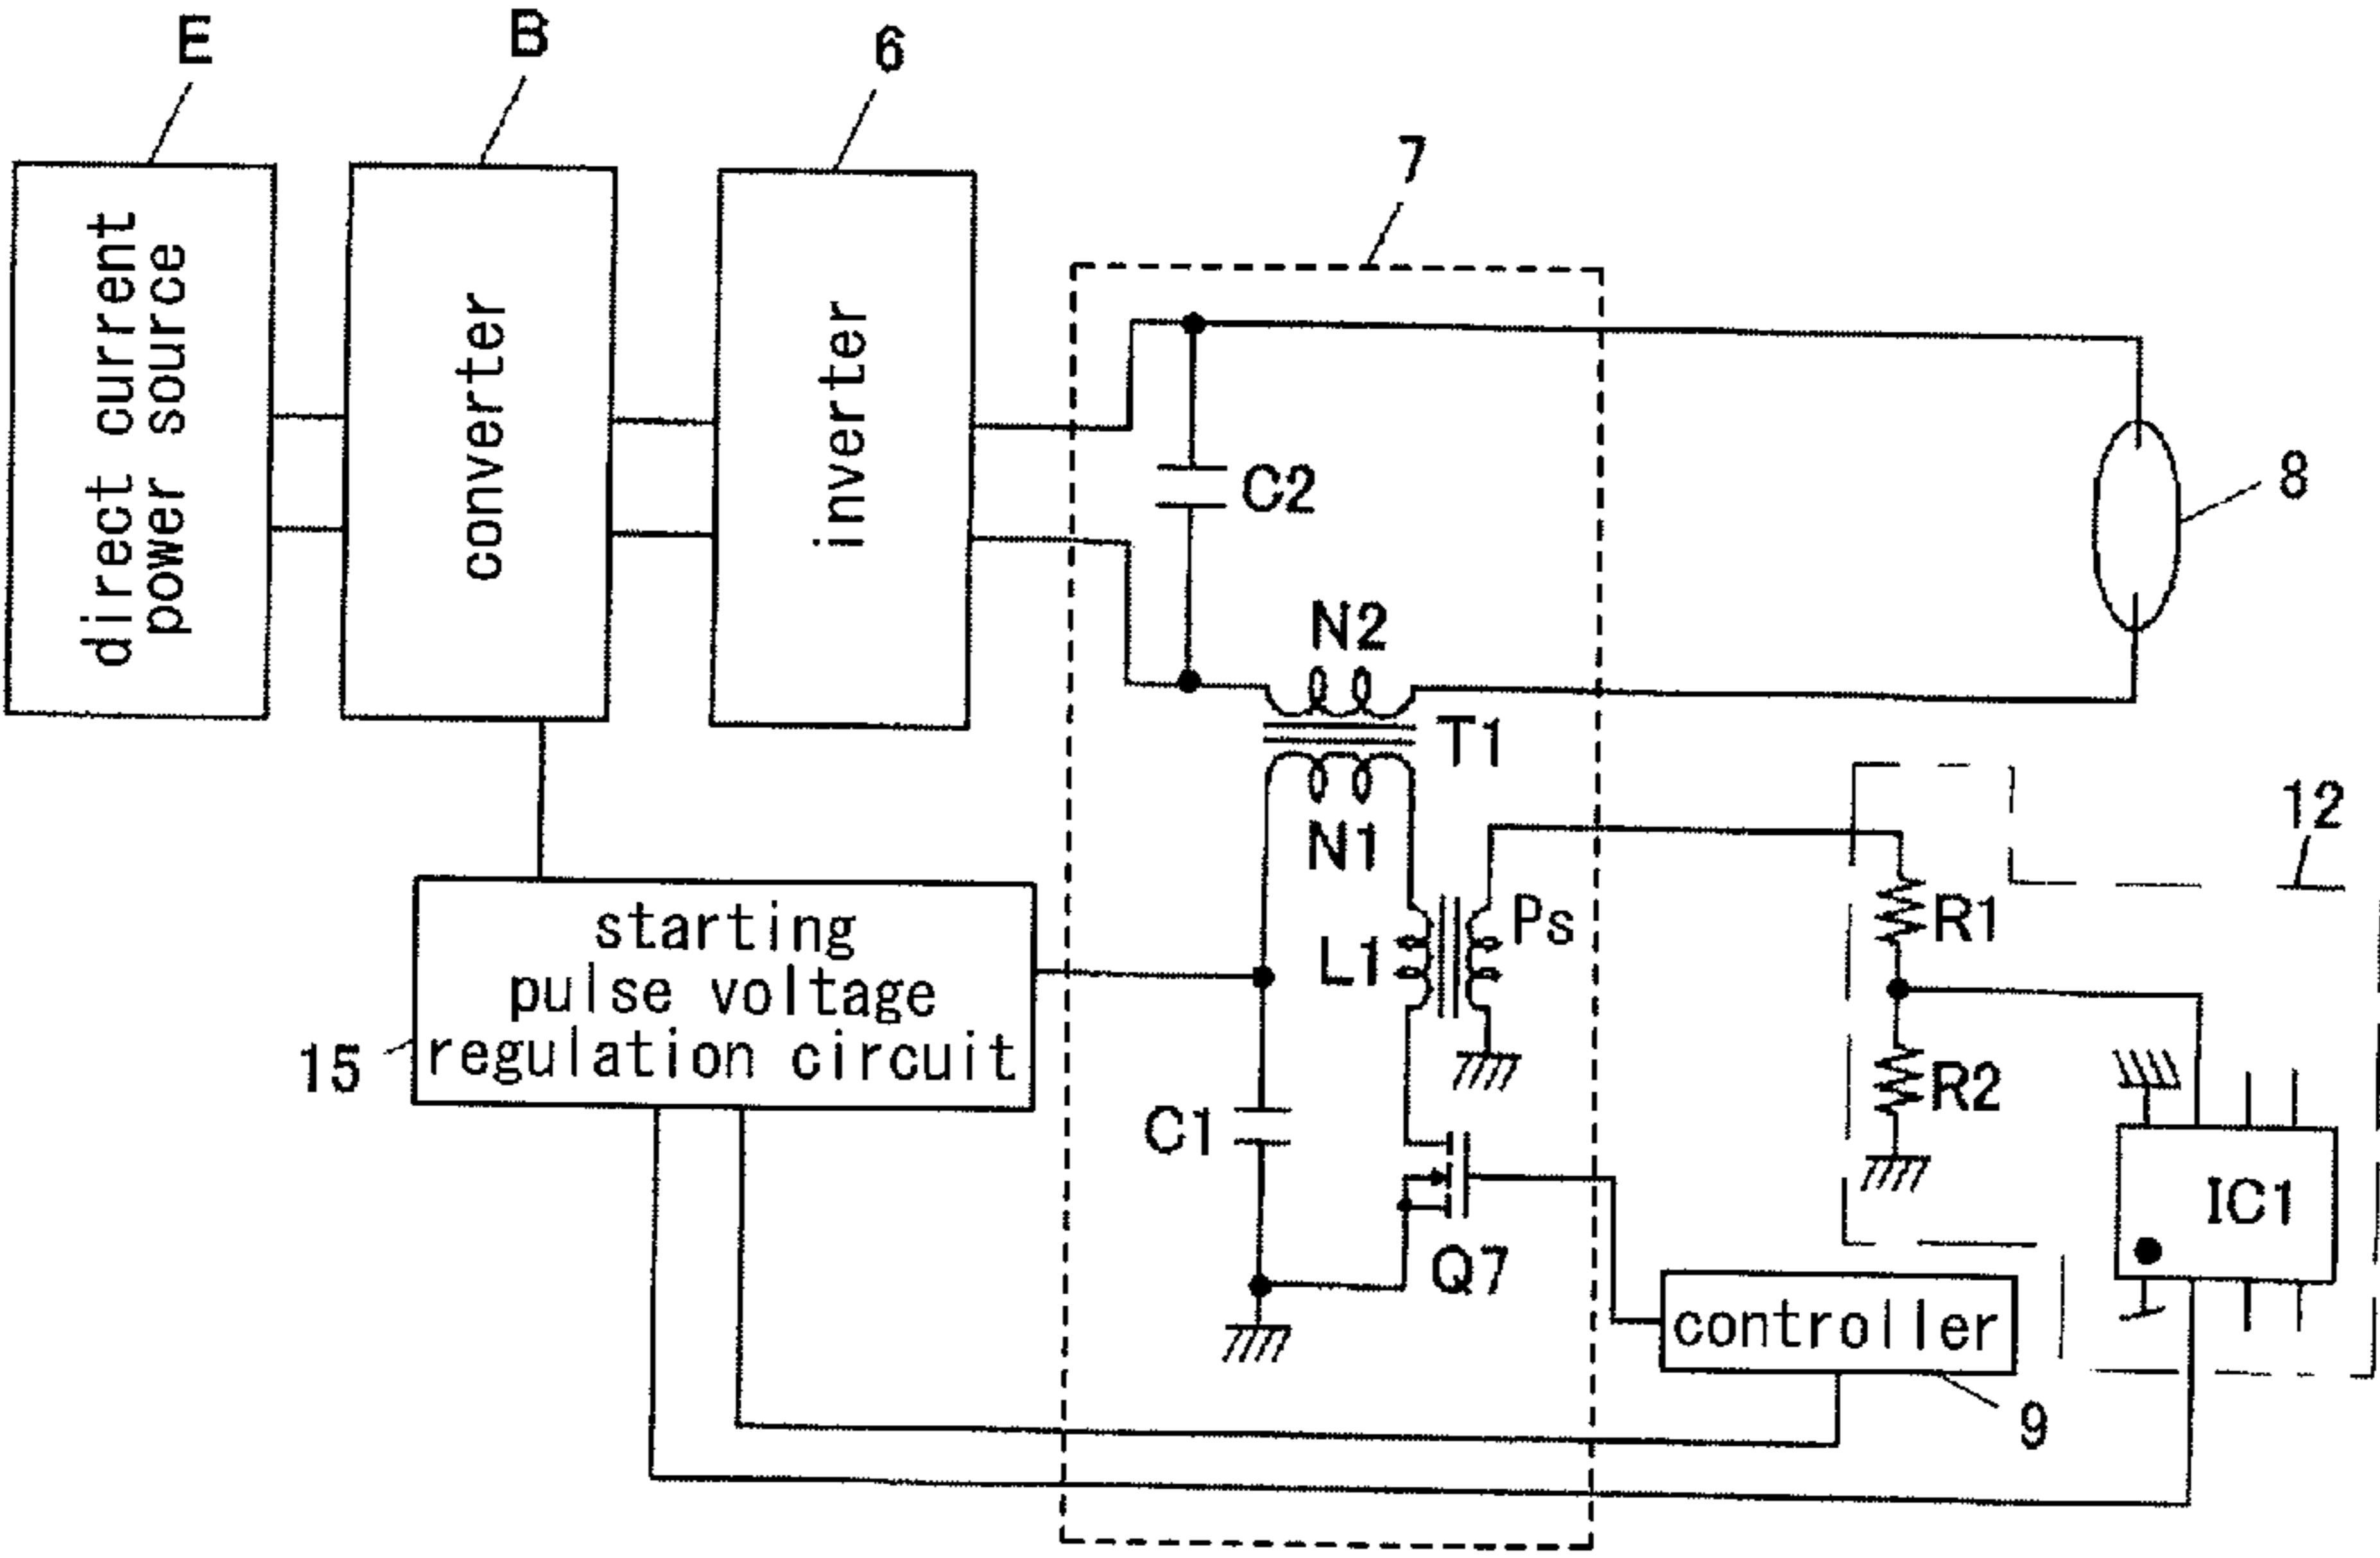 E
B
6
7
direct current
power source
converter
inverter
C2
8
N2
T1
N1
12
starting
pulse voltage
regulation circuit
15
L1
Ps
R1
R2
C1
Q7
IC1
controller
9